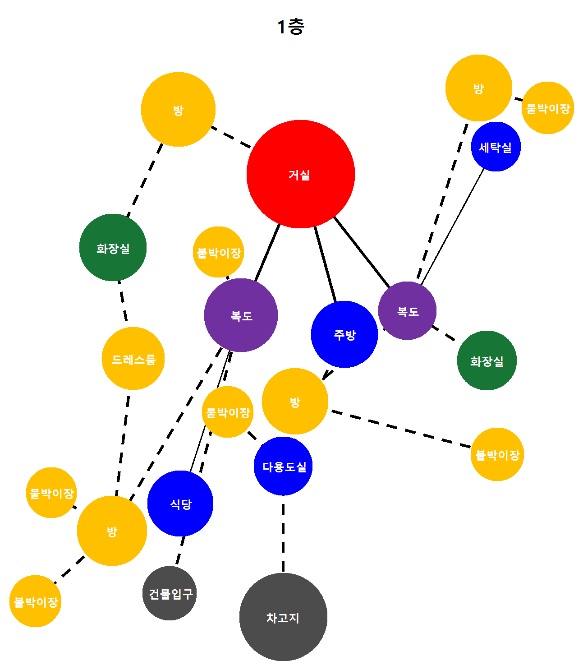 1층
방
방
붙박이장
세탁실
거실
화장실
붙박이장
복도
복도
주방
드레스룸
화장실
방
붙박이장
다용도실
붙박이장
붙박이장
식당
방
건물입구
붙박이장
차고지